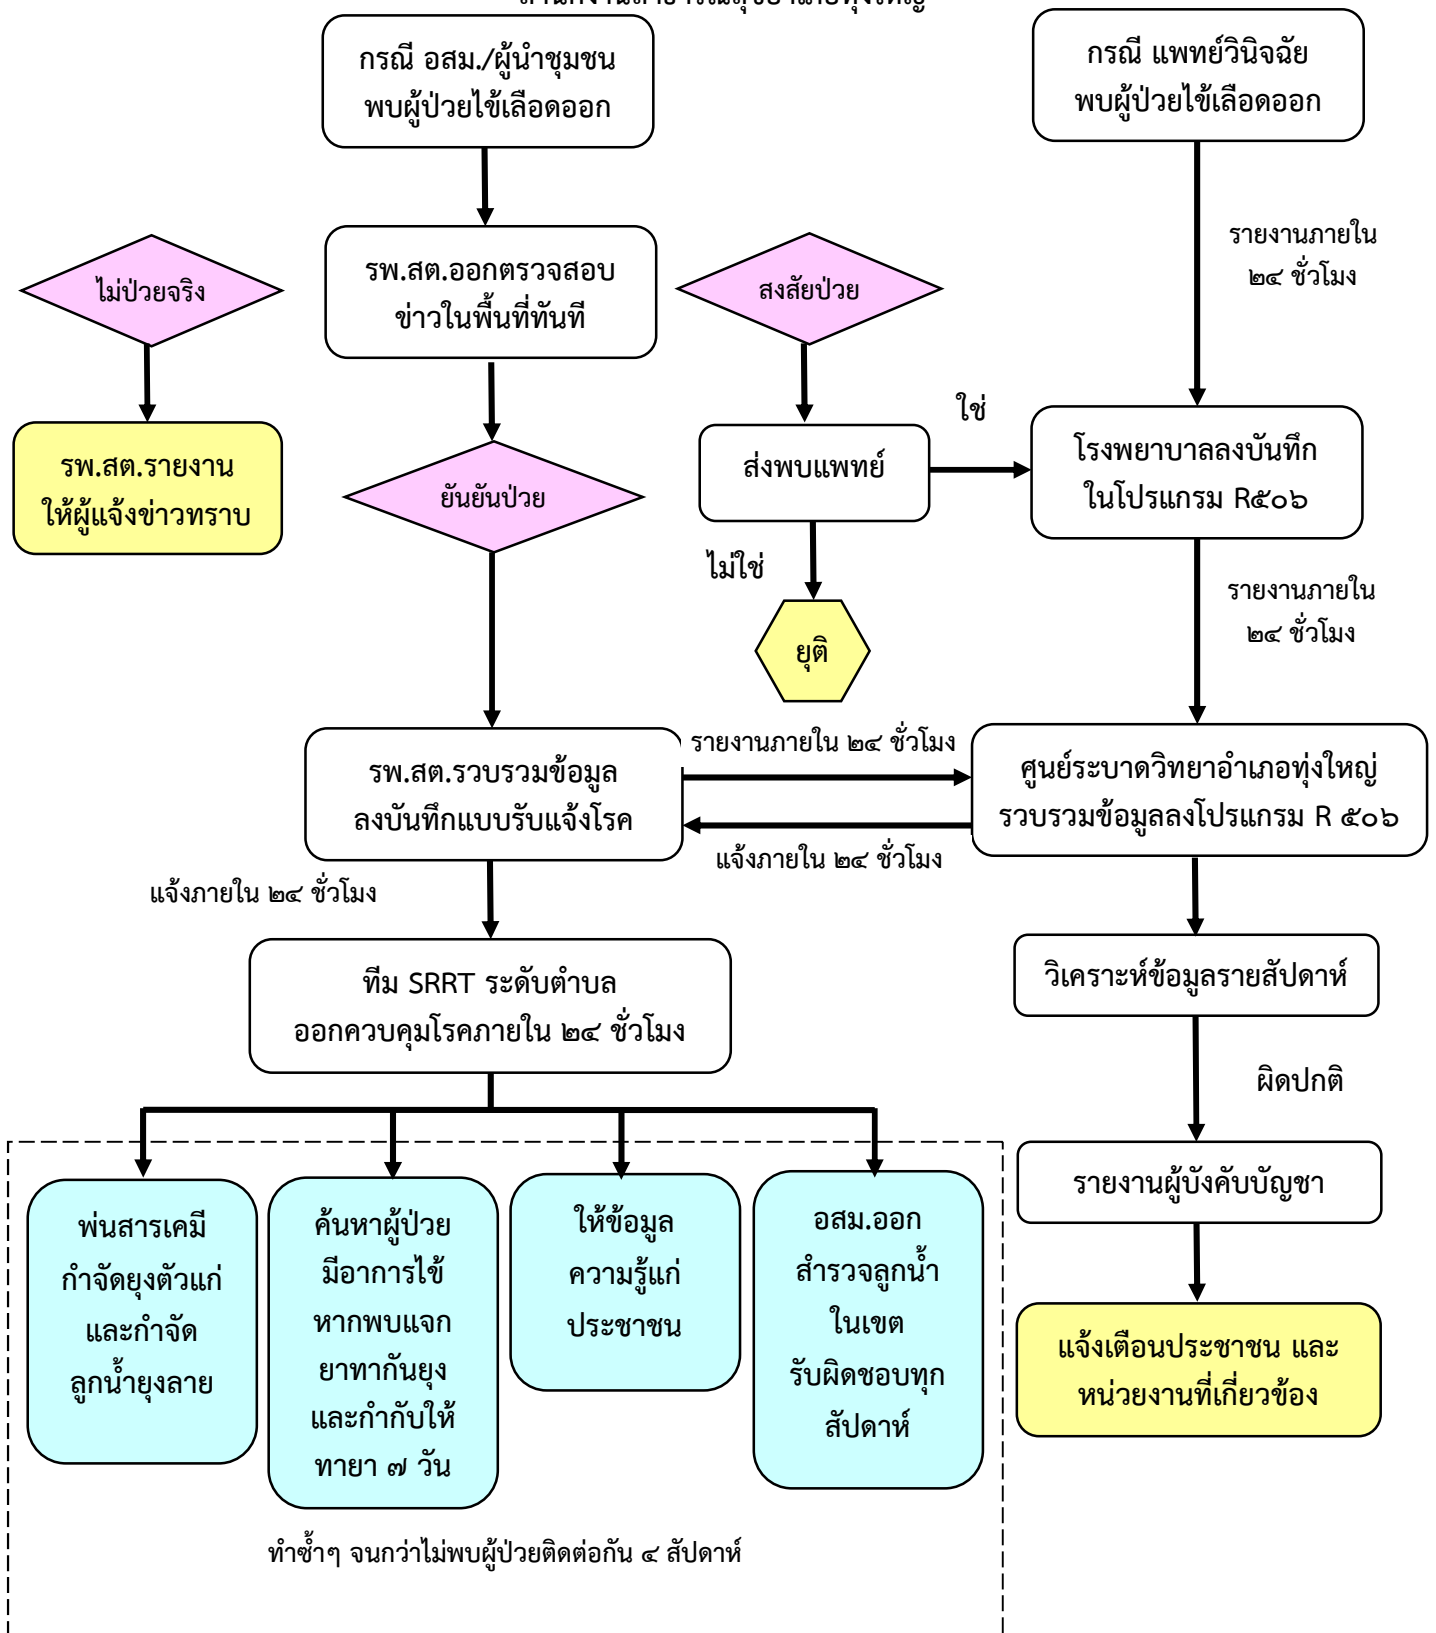 สำนักงานสาธารณสุขอำเภอทุ่งใหญ่
กรณี อสม./ผู้นำชุมชน
พบผู้ป่วยไข้เลือดออก
กรณี แพทย์วินิจฉัย
พบผู้ป่วยไข้เลือดออก
รายงานภายใน
๒๔ ชั่วโมง
ไม่ป่วยจริง
รพ.สต.ออกตรวจสอบ
ข่าวในพื้นที่ทันที
สงสัยป่วย
รพ.สต.รายงาน
ให้ผู้แจ้งข่าวทราบ
ยันยันป่วย
ส่งพบแพทย์
ใช่
โรงพยาบาลลงบันทึก
ในโปรแกรม R๕๐๖
ไม่ใช่
ยุติ
รายงานภายใน
๒๔ ชั่วโมง
รพ.สต.รวบรวมข้อมูล
ลงบันทึกแบบรับแจ้งโรค
รายงานภายใน ๒๔ ชั่วโมง
แจ้งภายใน ๒๔ ชั่วโมง
ศูนย์ระบาดวิทยาอำเภอทุ่งใหญ่
รวบรวมข้อมูลลงโปรแกรม R ๕๐๖
แจ้งภายใน ๒๔ ชั่วโมง
ทีม SRRT ระดับตำบล
ออกควบคุมโรคภายใน ๒๔ ชั่วโมง
วิเคราะห์ข้อมูลรายสัปดาห์
ผิดปกติ
รายงานผู้บังคับบัญชา
แจ้งเตือนประชาชน และ
หน่วยงานที่เกี่ยวข้อง
พ่นสารเคมี
กำจัดยุงตัวแก่
และกำจัด
ลูกน้ำยุงลาย
ค้นหาผู้ป่วย
มีอาการไข้
หากพบแจก
ยาทากันยุง
และกำกับให้
ทายา ๗ วัน
ให้ข้อมูล
ความรู้แก่
ประชาชน
อสม.ออก
สำรวจลูกน้ำ
ในเขต
รับผิดชอบทุก
สัปดาห์
ทำซ้ำๆ จนกว่าไม่พบผู้ป่วยติดต่อกัน ๔ สัปดาห์